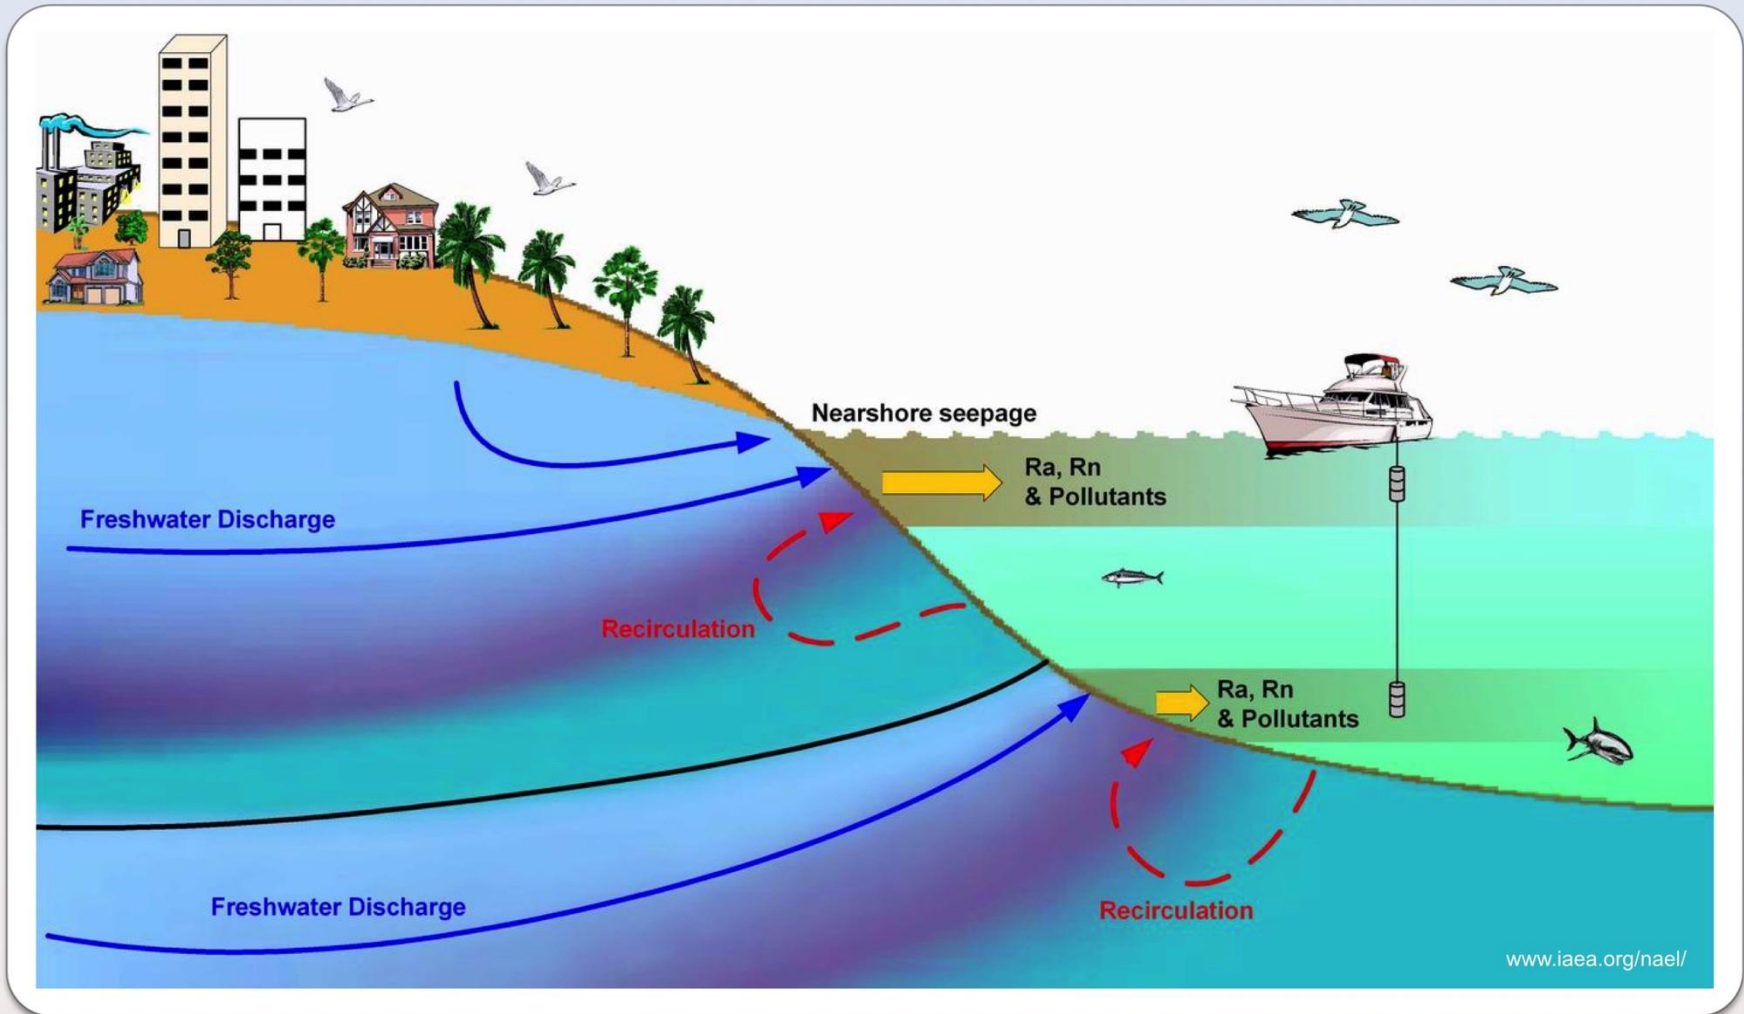 Nearshore seepage
Ra, Rn
& Pollutants
Freshwater Discharge
Recirculation
Ra, Rn
& Pollutants
Freshwater Discharge
Recirculation
www.iaea.org/nael/